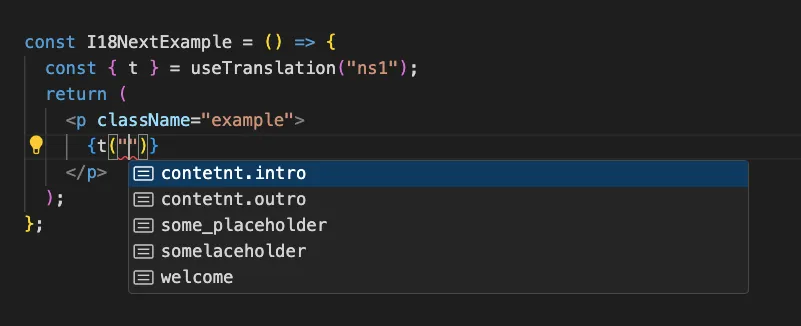 const I18NextExample = () => {
const { t } = useTranslation("ns1");
return (
<p className="example">
{t("")}
</p>
contetnt.intro
contetnt.outro
some_placeholder
somelaceholder
welcome
);
};